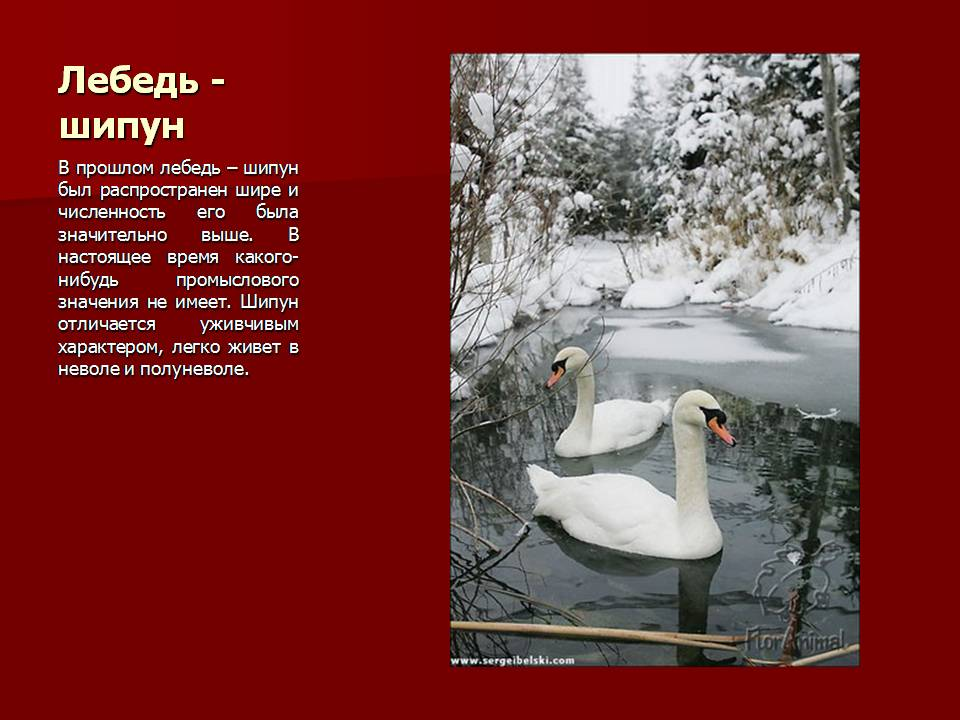 Лебедь -
шипун
В прошлом лебедь – шипун
был распространен шире и
численность его была
значительно выше. В
настоящее время какого-
нибудь промыслового
значения не имеет. Шипун
отличается уживчивым
характером, легко живет в
неволе и полуневоле.
FlorAnimal
www.sergeibelski.com